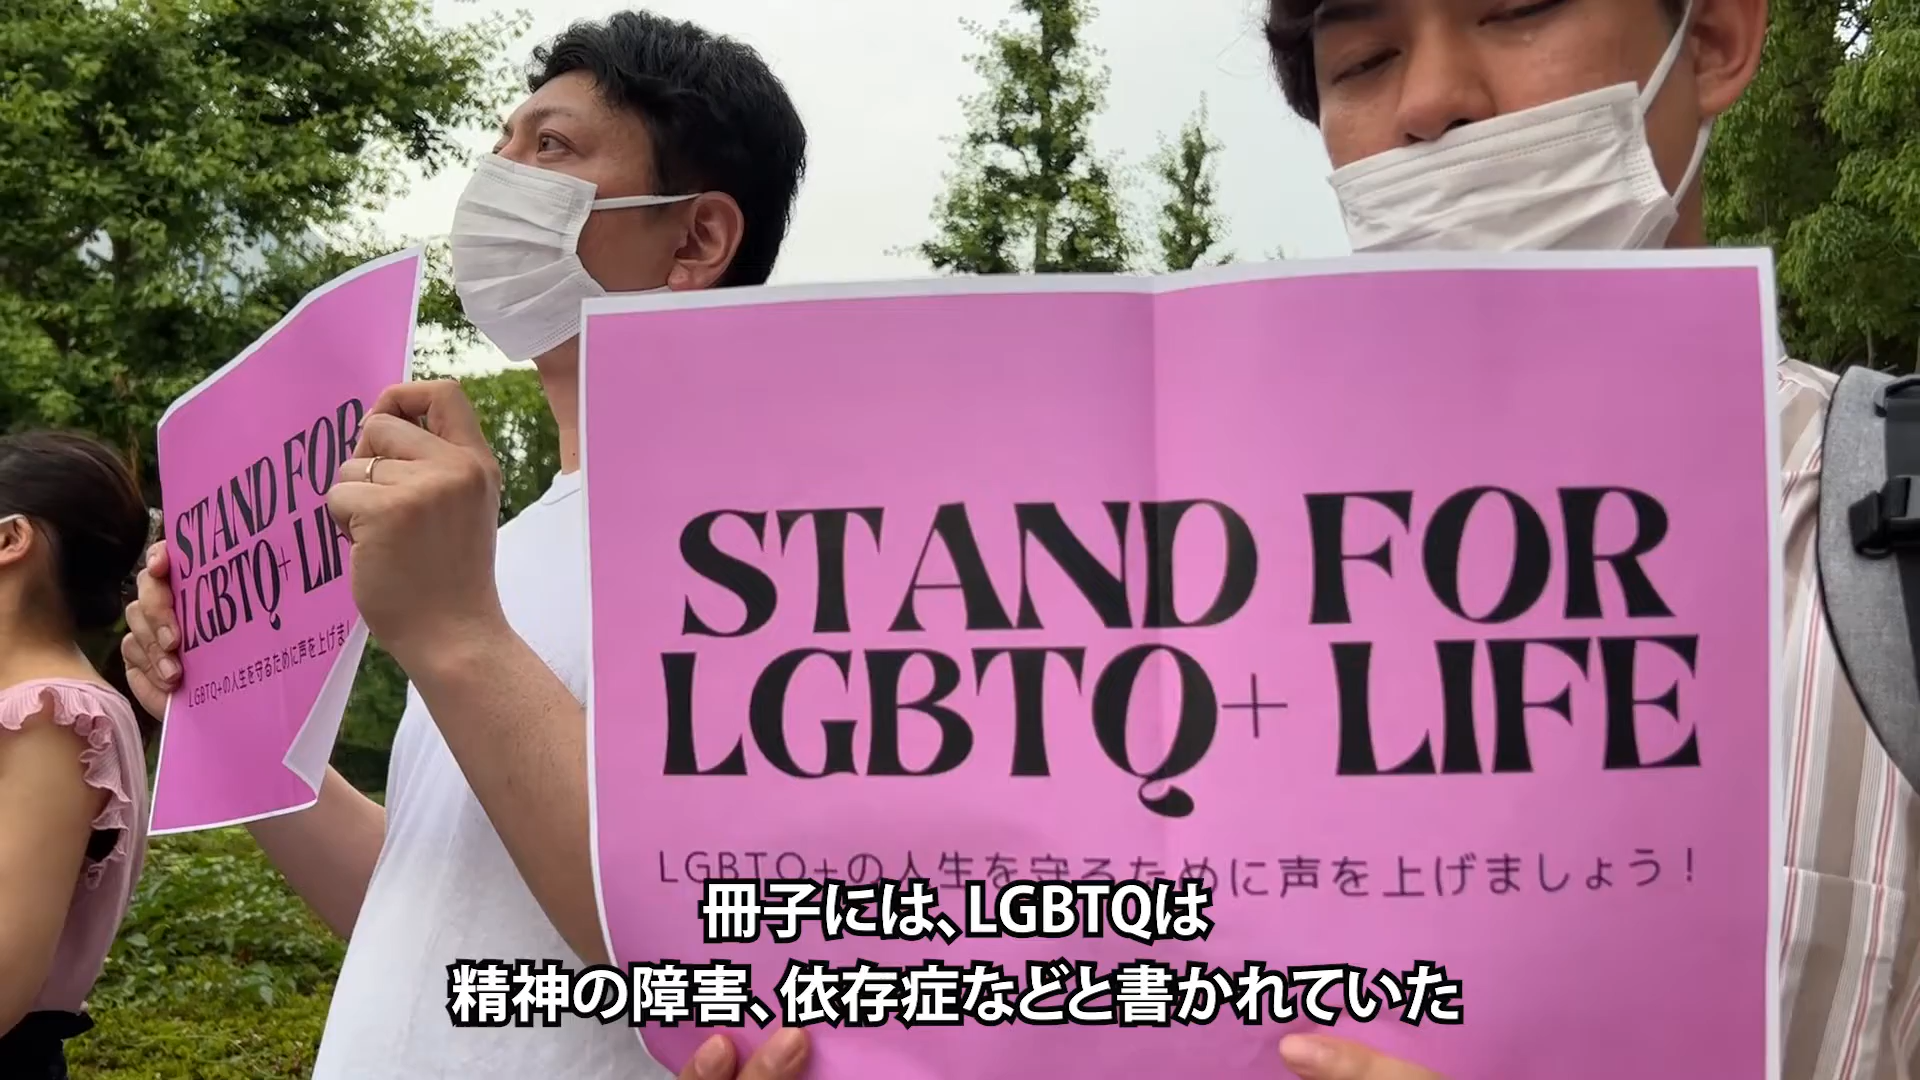 STAND FOR
LGBTQ+ LIF
LGBTQ+の人生を守るために声を上げま
STAND FOR
LGBTQ+ LIFE
LGBTQ+の人生を守るために声を上げましょう!
冊子には、LGBTQは
精神の障害、依存症などと書かれていた